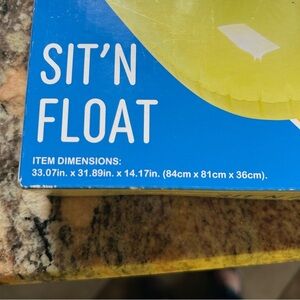 SIT'N
FLOAT
ITEM DIMENSIONS:
33.07in. x 31.89in. x 14.17in. (84cm x 81cm x 36cm).